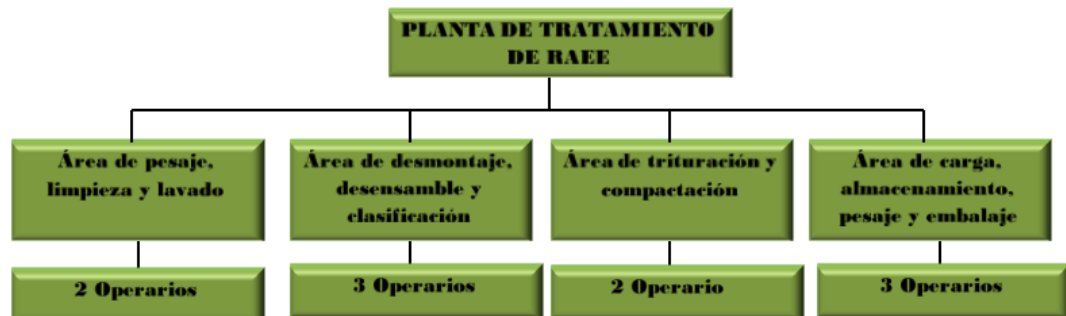 PLANTA DE TRATAMIENTO
DE RAEE
Área de pesaje,
limpieza y lavado
Área de desmontaje,
desensamble y
clasificación
Área de trituración y
compactación
Área de carga,
almacenamiento,
pesaje y embalaje
2 Operarios
3 Operarios
2 Operario
3 Operarios